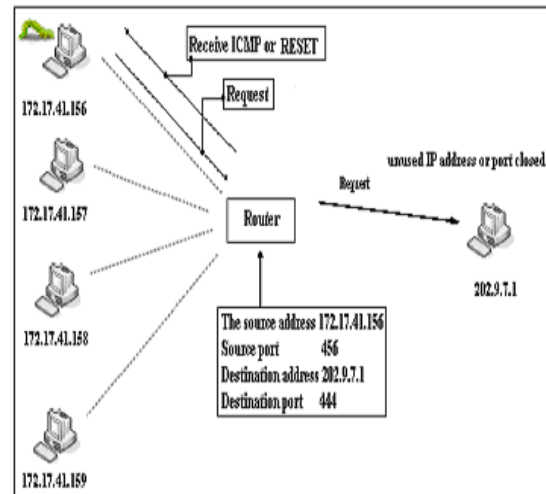 Receive ICMP or RESET
172.17.41.156
Request
unused IP address or port closed
Request
172.17.41.157
Router
202.9.7.1
The source address 172.17.41.156
Source port 456
Destination address 202.9.7.1
Destination port 444
172.17.41.158
172.17.41.159